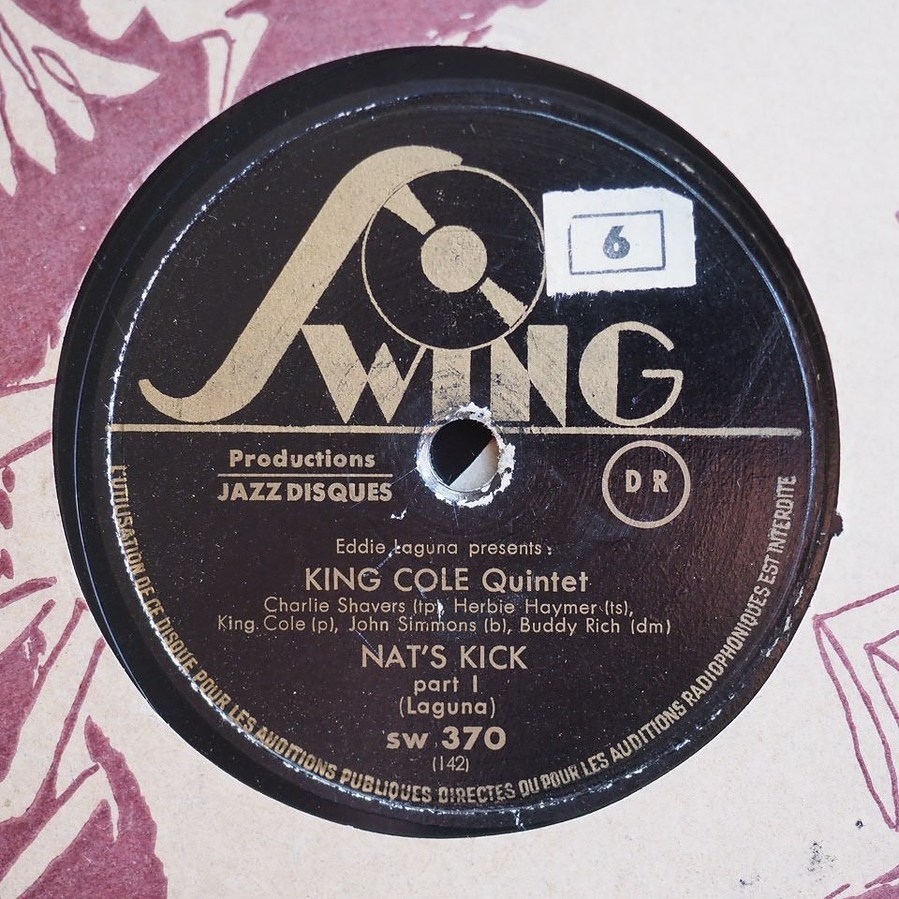 SWING
6
Productions
JAZZ DISQUES
DR
Eddie Laguna presents:
KING COLE Quintet
Charlie Shavers (tp), Herbie Haymer (ts),
King Cole (p), John Simmons (b), Buddy Rich (dm)
NAT'S KICK
part I
(Laguna)
sw 370
(142)
L'UTILISATION DE CE DISQUE POUR LES AUDITIONS PUBLIQUES DIRECTES OU POUR LES AUDITIONS RADIOPHONIQUES EST INTERDITE